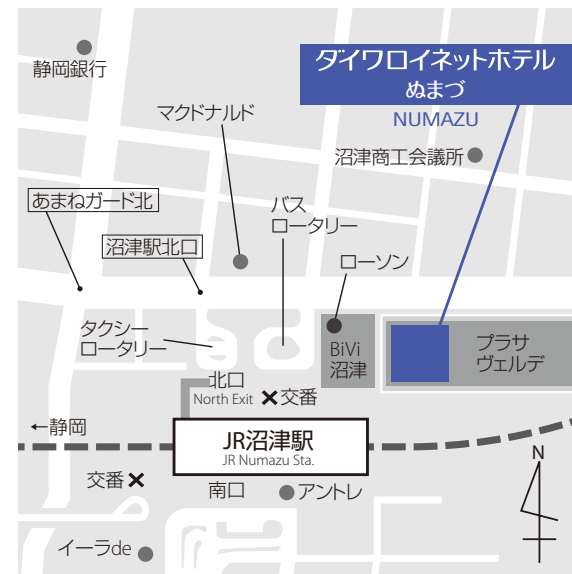 静岡銀行
ダイワロイネットホテル
ぬまづ
NUMAZU
マクドナルド
沼津商工会議所
あまねガード北
バス
ロータリー
沼津駅北口
ローソン
タクシー
ロータリー
BiVi
沼津
プラサ
ヴェルデ
北口
North Exit
交番
←静岡
JR沼津駅
JR Numazu Sta.
N
交番
南口
アントレ
イーラde